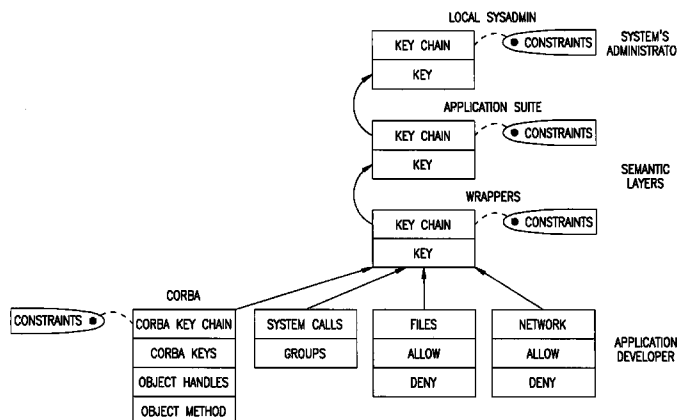 LOCAL SYSADMIN
KEY CHAIN
CONSTRAINTS
SYSTEM'S
ADMINISTRATO
KEY
APPLICATION SUITE
KEY CHAIN
CONSTRAINTS
KEY
SEMANTIC
LAYERS
WRAPPERS
KEY CHAIN
CONSTRAINTS
KEY
CORBA
CONSTRAINTS
CORBA KEY CHAIN
CORBA KEYS
OBJECT HANDLES
OBJECT METHOD
SYSTEM CALLS
GROUPS
FILES
ALLOW
DENY
NETWORK
ALLOW
DENY
APPLICATION
DEVELOPER